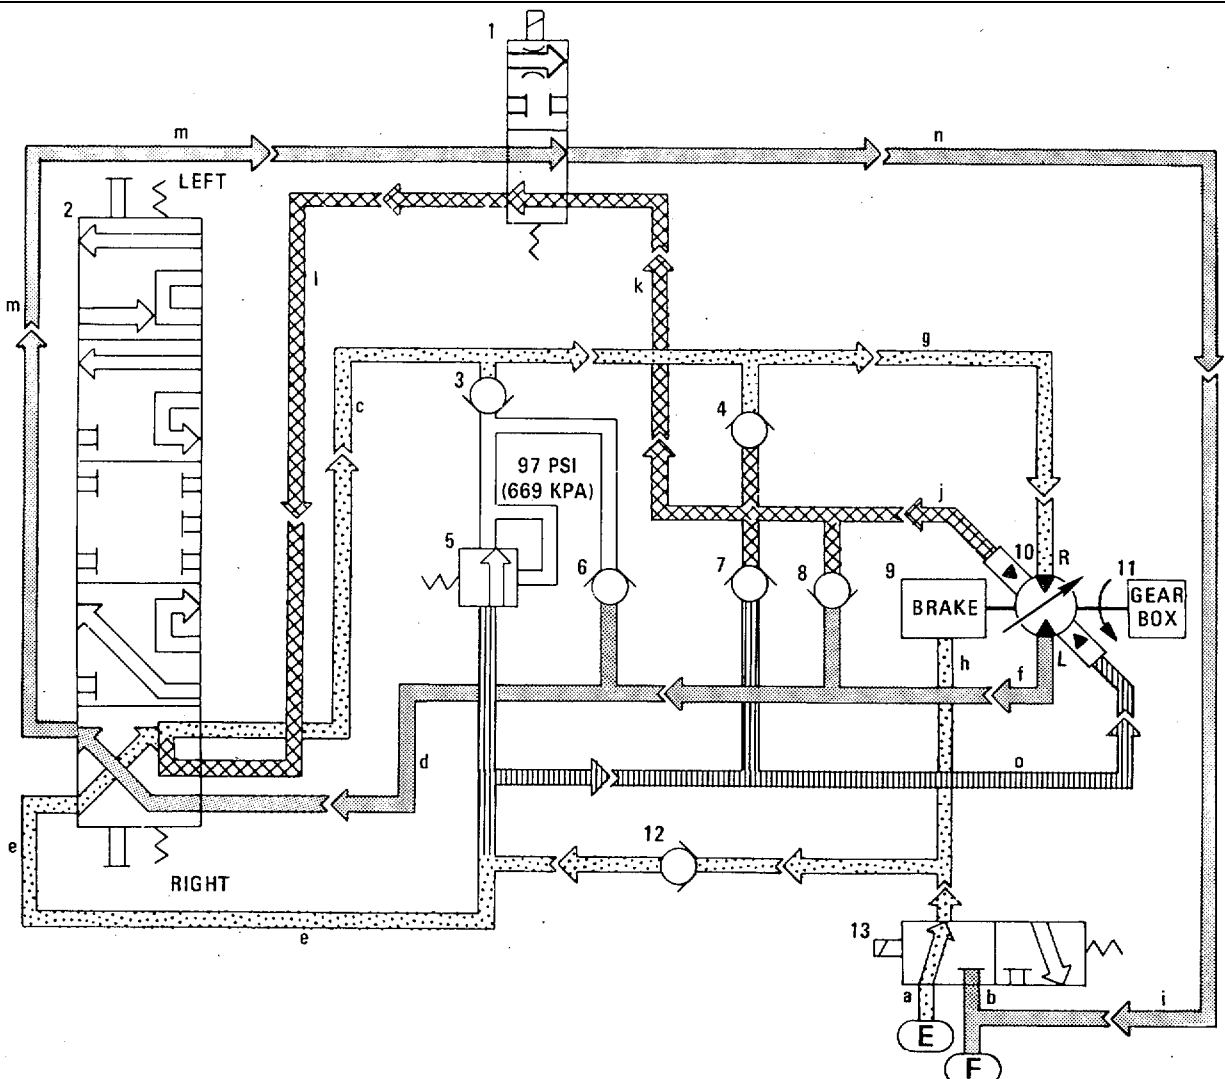 1
m
n
LEFT
2
l
k
m
g
3
c
4
97 PSI
(669 KPA)
j
5
6
7
8
9
10
R
11
BRAKE
GEAR
BOX
h
f
L
d
o
e
12
RIGHT
e
13
a
b
i
E
F